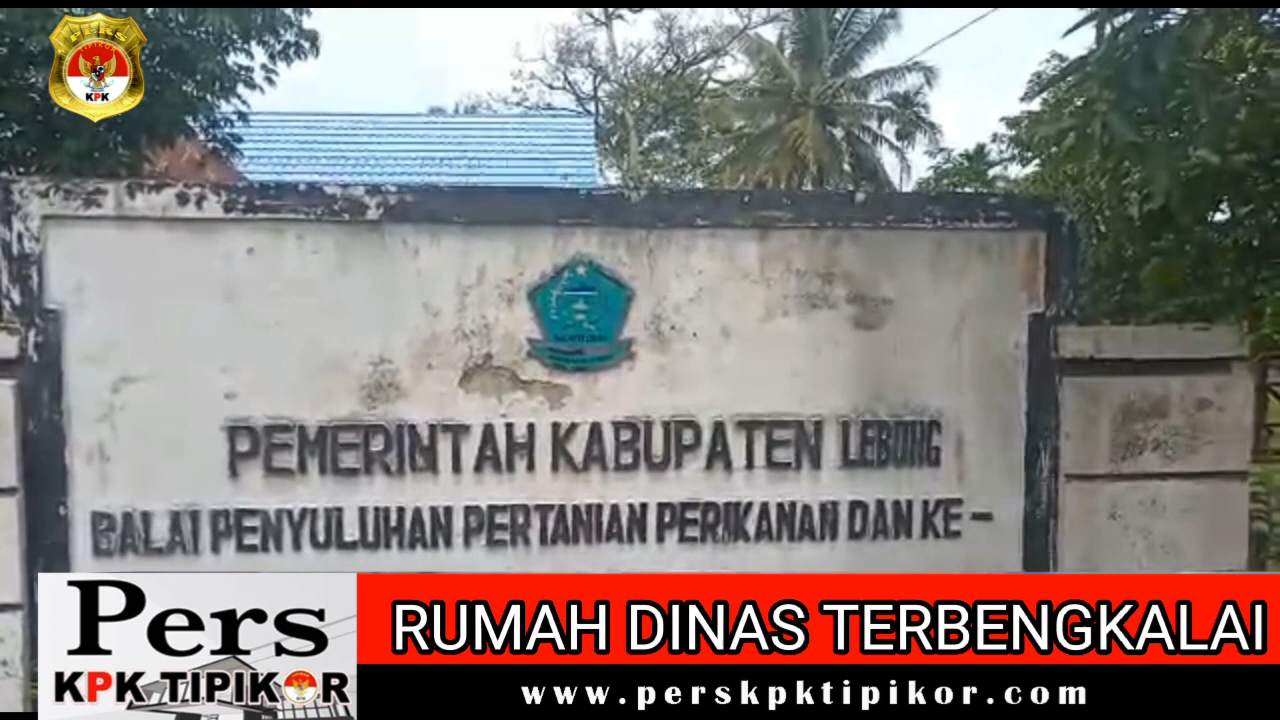 PERS
TIPIKOR
KPK
PEMERINTAH KABUPATEN LEBONG
BALAI PENYULUHAN PERTANIAN PERIKANAN DAN KE -
Pers
KPK TIPIKOR
RUMAH DINAS TERBENGKALAI
www.perskpktipikor.com